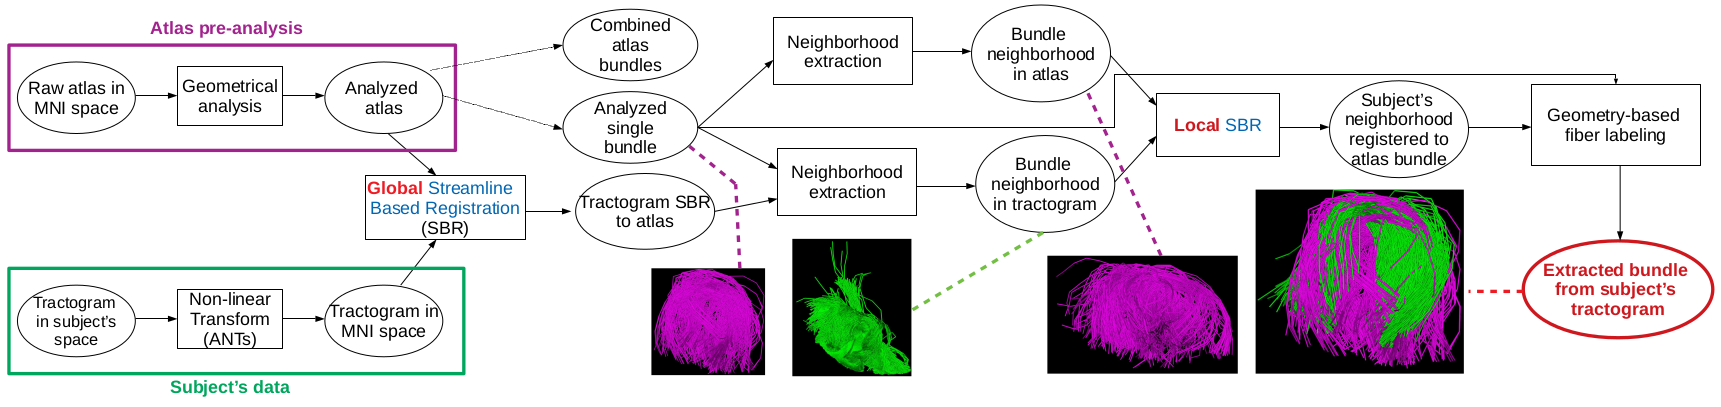 Atlas pre-analysis
Raw atlas in
MNI space
Geometrical
analysis
Analyzed
atlas
Combined
atlas
bundles
Analyzed
single
bundle
Neighborhood
extraction
Bundle
neighborhood
in atlas
Global Streamline
Based Registration
(SBR)
Tractogram SBR
to atlas
Neighborhood
extraction
Bundle
neighborhood
in tractogram
Local SBR
Subject's
neighborhood
registered to
atlas bundle
Geometry-based
fiber labeling
Tractogram
in subject's
space
Non-linear
Transform
(ANTs)
Tractogram in
MNI space
Subject's data
Extracted bundle
from subject's
tractogram